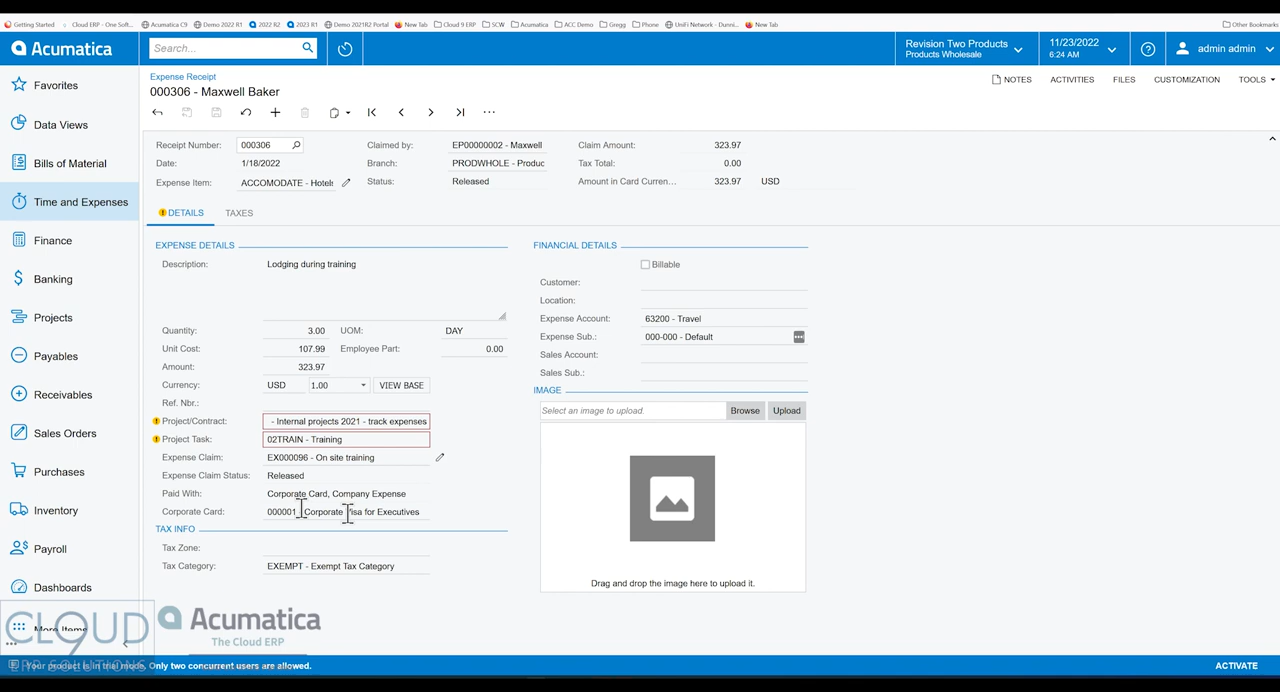 Getting Started Cloud ERP - One Soft... Acumatica C9 Demo 2022 R1 2022 R2 2023 R1 Demo 2021R2 Portal New Tab Cloud 9 ERP SCW Acumatica ACC Demo Gregg Phone UniFi Network - Dunni... New Tab Other Bookmarks
Acumatica Search... Revision Two Products Products Wholesale 11/23/2022 6:24 AM admin admin
Expense Receipt
000306 - Maxwell Baker
NOTES ACTIVITIES FILES CUSTOMIZATION TOOLS
Favorites
Data Views
Bills of Material
Time and Expenses
Finance
Banking
Projects
Payables
Receivables
Sales Orders
Purchases
Inventory
Payroll
Dashboards
More Items
Receipt Number: 000306 Claimed by: EP00000002 - Maxwell Claim Amount: 323.97
Date: 1/18/2022 Branch: PRODWHOLE - Produc Tax Total: 0.00
Expense Item: ACCOMODATE - Hotels Status: Released Amount in Card Curren... 323.97 USD
DETAILS TAXES
EXPENSE DETAILS
Description: Lodging during training
Quantity: 3.00 UOM: DAY
Unit Cost: 107.99 Employee Part: 0.00
Amount: 323.97
Currency: USD 1.00 VIEW BASE
Ref. Nbr.:
Project/Contract: - Internal projects 2021 - track expenses
Project Task: 02TRAIN - Training
Expense Claim: EX000096 - On site training
Expense Claim Status: Released
Paid With: Corporate Card, Company Expense
Corporate Card: 000001 - Corporate Visa for Executives
TAX INFO
Tax Zone:
Tax Category: EXEMPT - Exempt Tax Category
FINANCIAL DETAILS
Billable
Customer:
Location:
Expense Account: 63200 - Travel
Expense Sub.: 000-000 - Default
Sales Account:
Sales Sub.:
IMAGE
Select an image to upload. Browse Upload
Drag and drop the image here to upload it.
CLOUD 9
ERP SOLUTIONS
Acumatica
The Cloud ERP
Your product is in trial mode. Only two concurrent users are allowed. ACTIVATE